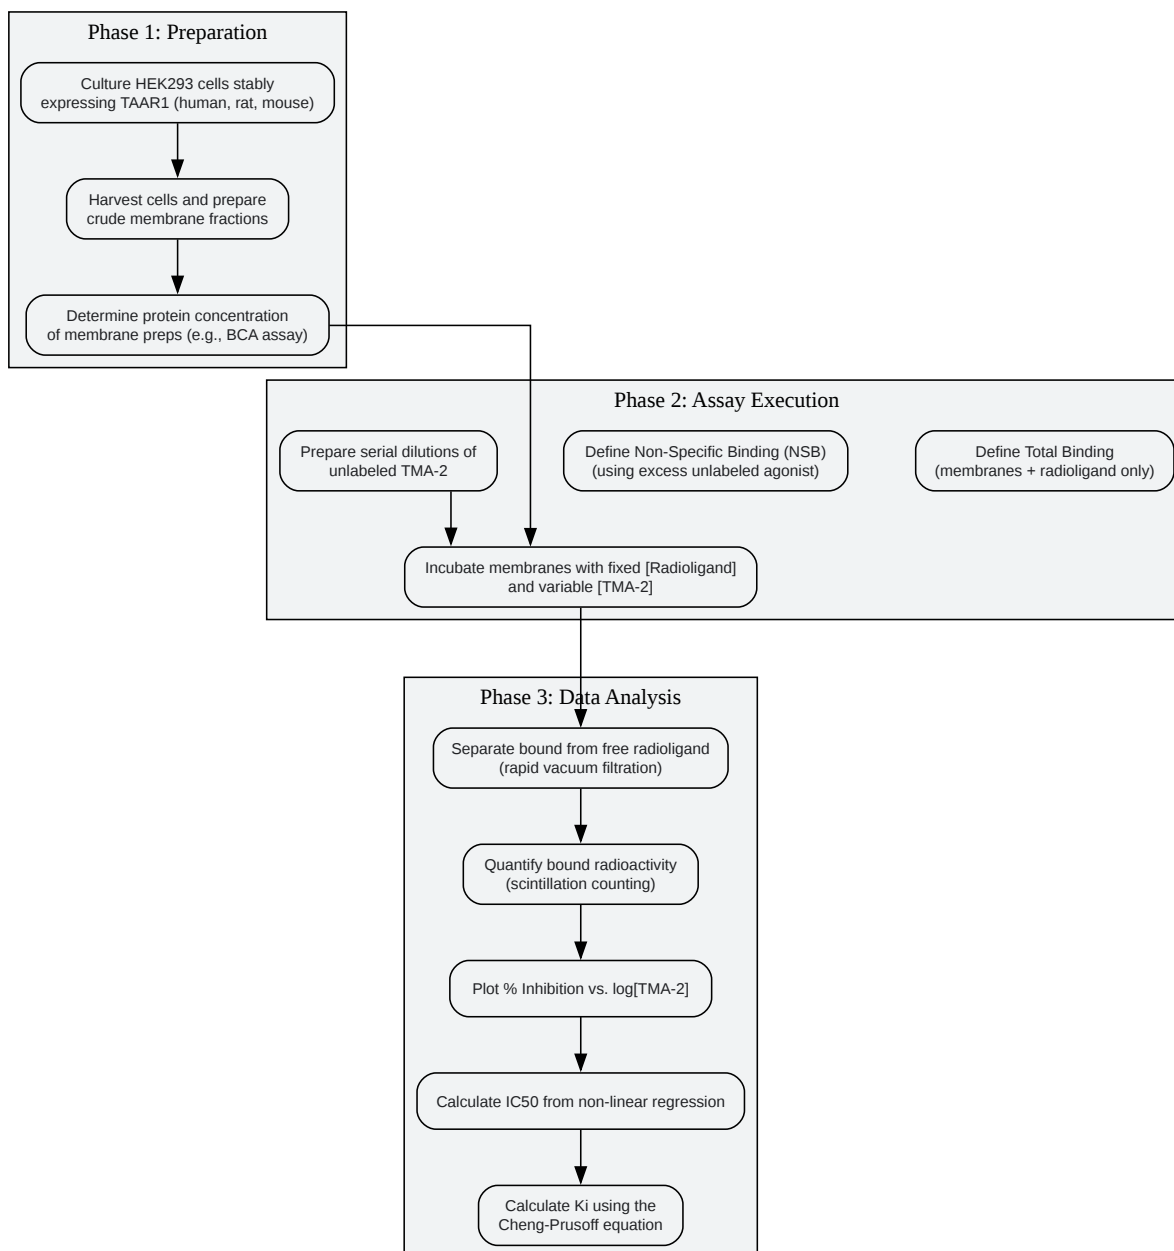 Phase 1: Preparation
Culture HEK293 cells stably
expressing TAAR1 (human, rat, mouse)
Harvest cells and prepare
crude membrane fractions
Determine protein concentration
of membrane preps (e.g., BCA assay)
Phase 2: Assay Execution
Prepare serial dilutions of
unlabeled TMA-2
Define Non-Specific Binding (NSB)
(using excess unlabeled agonist)
Define Total Binding
(membranes + radioligand only)
Incubate membranes with fixed [Radioligand]
and variable [TMA-2]
Phase 3: Data Analysis
Separate bound from free radioligand
(rapid vacuum filtration)
Quantify bound radioactivity
(scintillation counting)
Plot % Inhibition vs. log[TMA-2]
Calculate IC50 from non-linear regression
Calculate Ki using the
Cheng-Prusoff equation